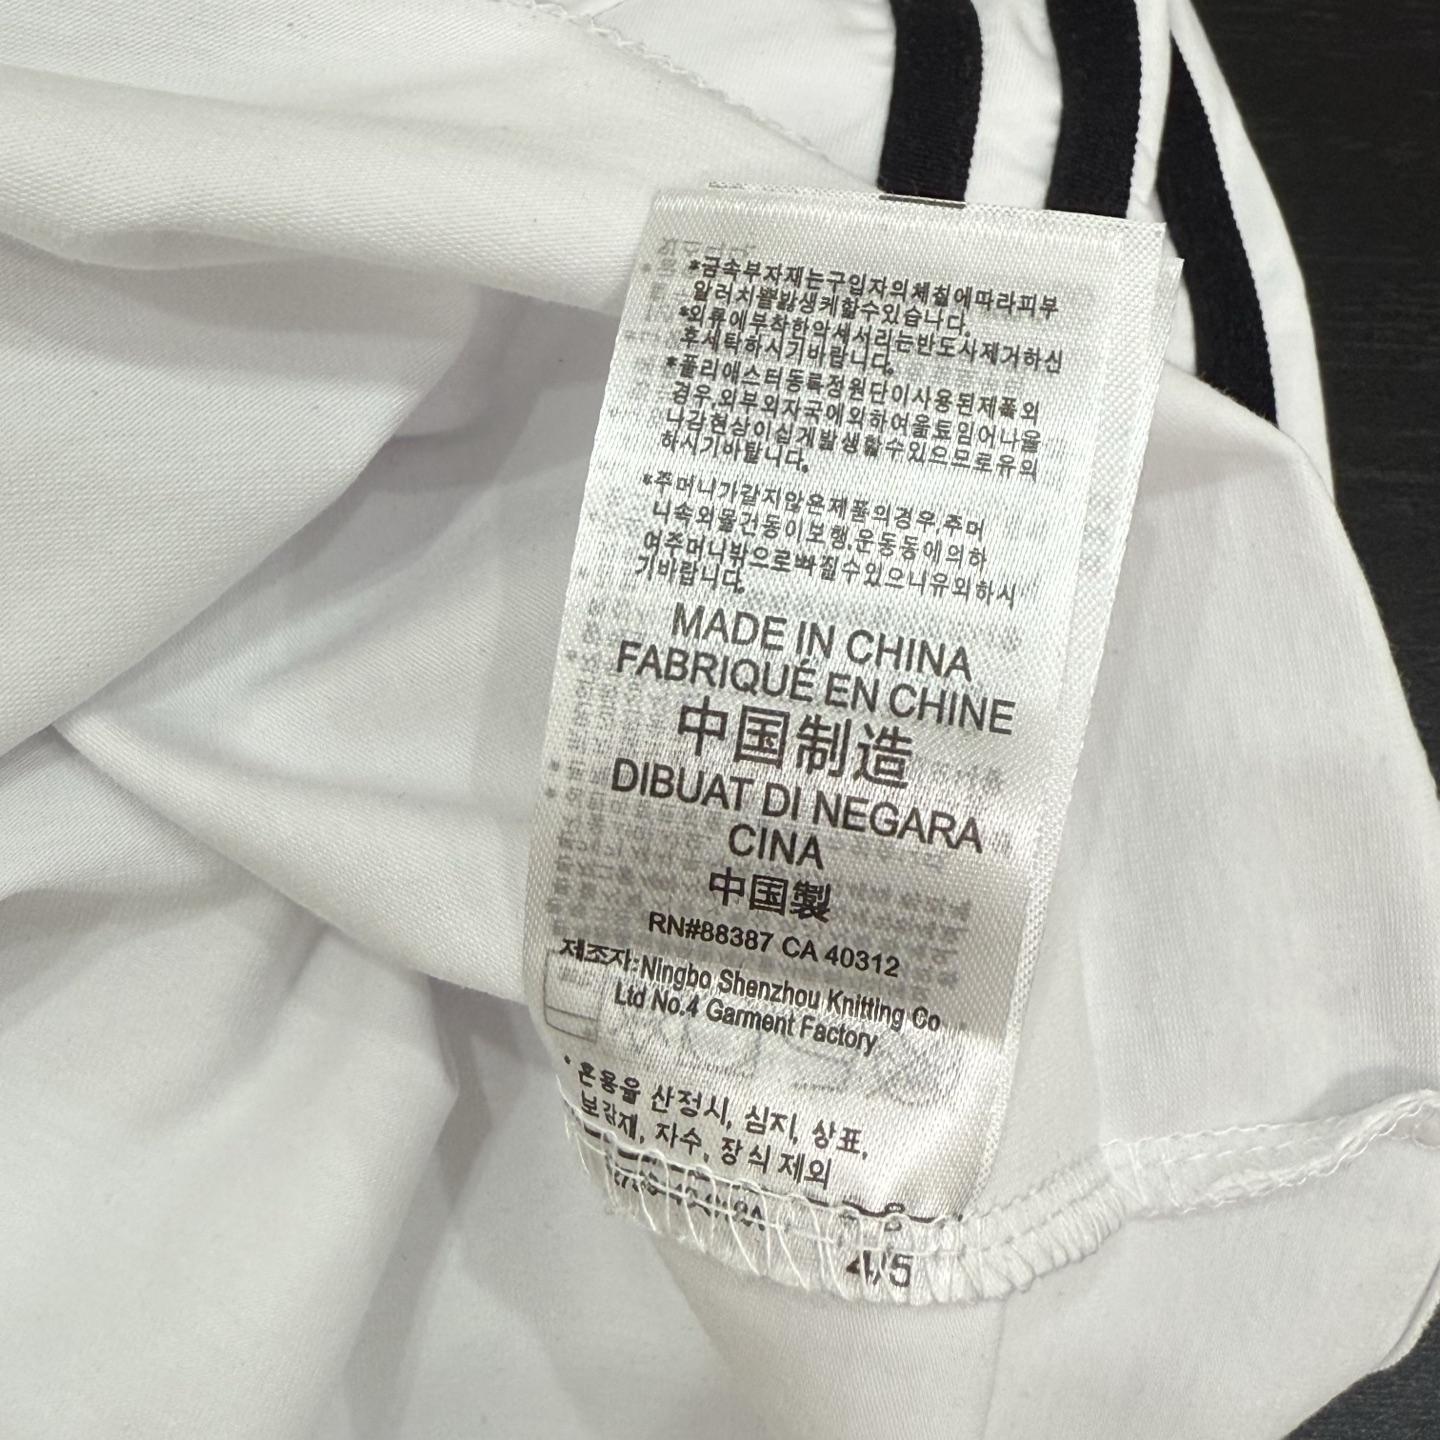 *금속부자재는구입자의체질에따라피부
알러지를발생케할수있습니다.
*의류에부착한악세서리는반드시제거하신
후세탁하시기바랍니다.
*폴리에스터동록정원단이사용된제품의
경우,외부의자극에의하여올트임이나올
나감현상이쉽게발생할수있으므로유의
하시기바랍니다.
*주머니가같지않은제품의경우,주머
니속의물건등이보행,운동등에의하
여주머니밖으로빠질수있으니유의하시
기바랍니다.
MADE IN CHINA
FABRIQUÉ EN CHINE
中国制造
DIBUAT DI NEGARA
CINA
中国製
RN#88387 CA 40312
제조자:Ningbo Shenzhou Knitting Co
Ltd No.4 Garment Factory
* 혼용율 산정시, 심지, 상표,
보강재, 자수, 장식 제외
4/5